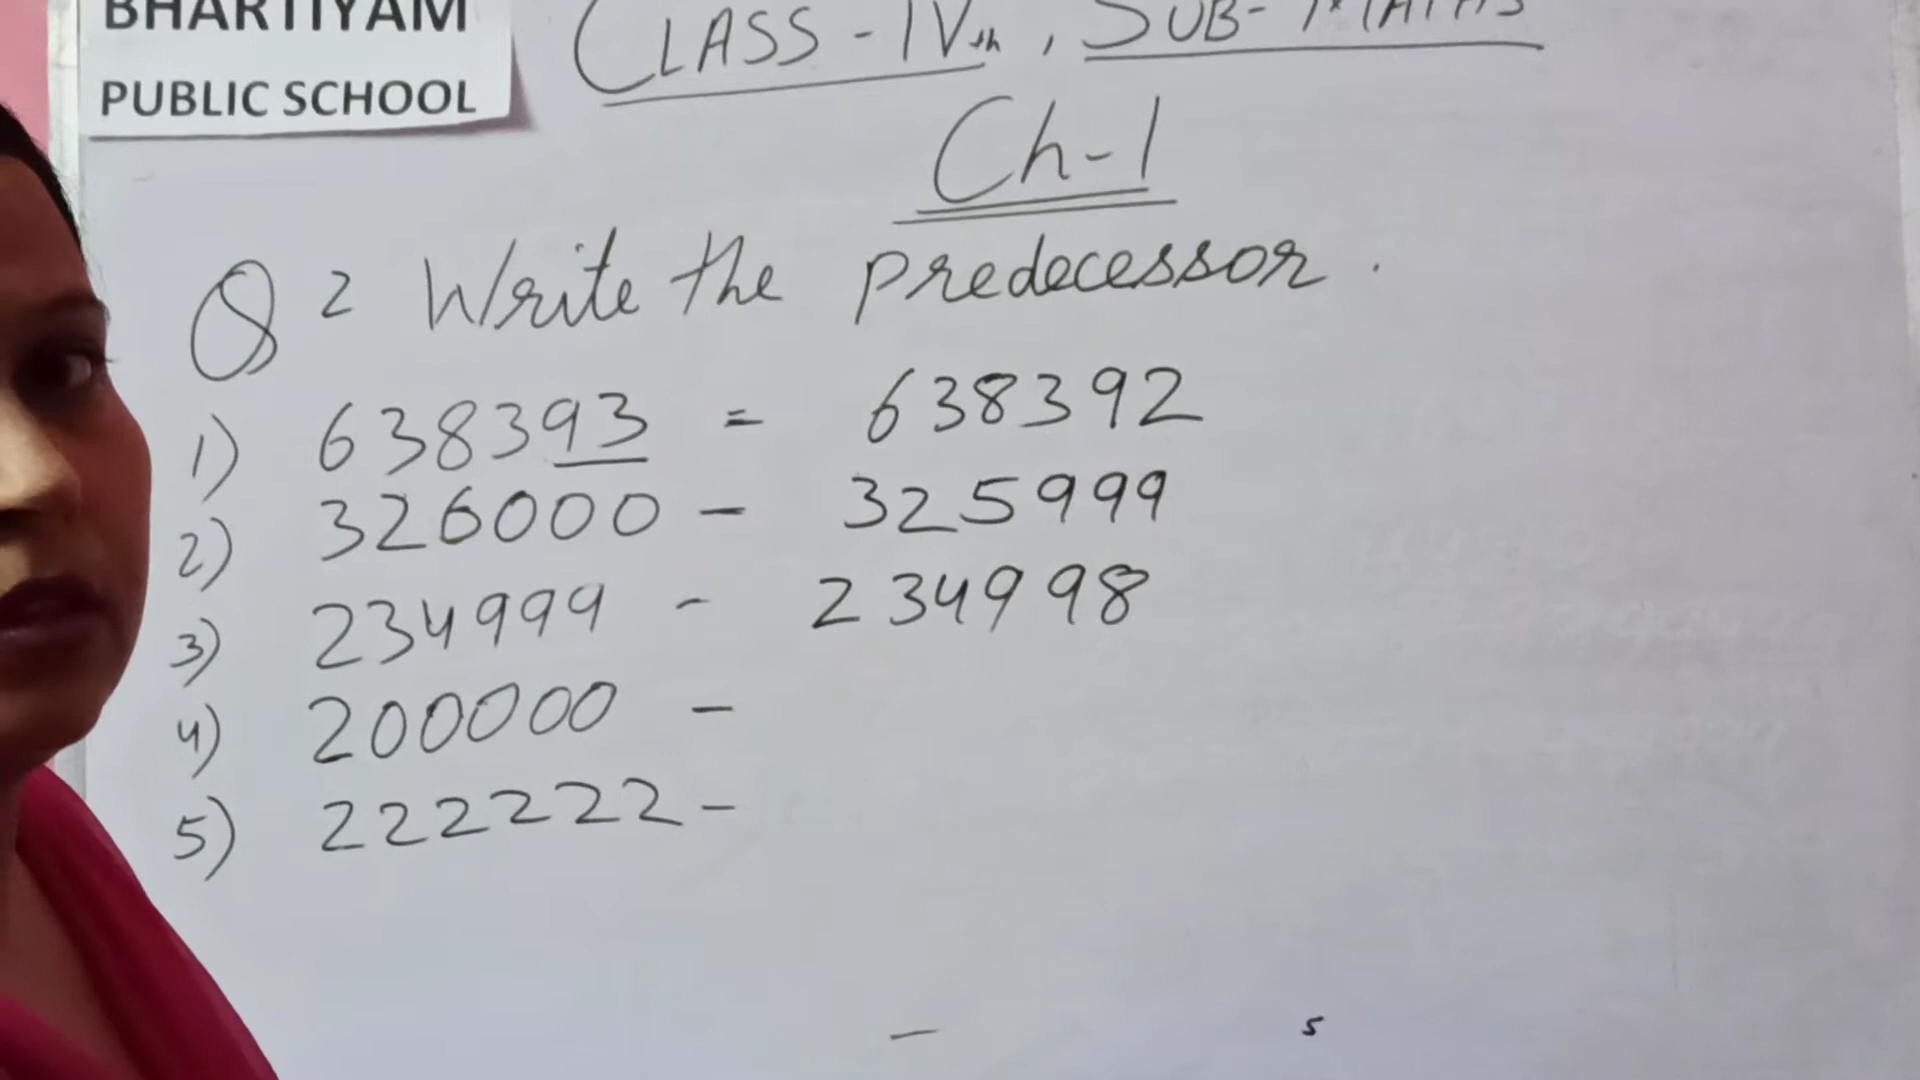 BHARTIYAM
PUBLIC SCHOOL
CLASS - IVth, SUB- MATHS
Ch-1
Q 2 Write the predecessor.
1) 638393 = 638392
2) 326000 - 325999
3) 234999 - 234998
4) 200000 -
5) 222222 -
5